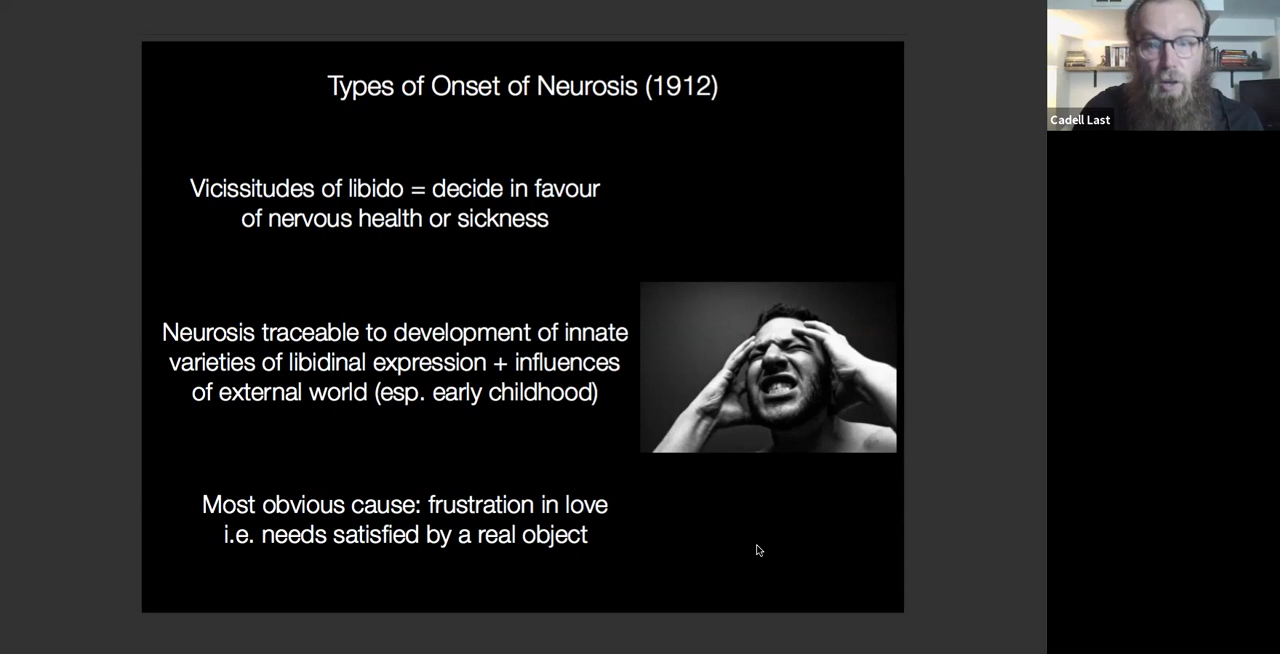 Types of Onset of Neurosis (1912)
Vicissitudes of libido = decide in favour
of nervous health or sickness
Neurosis traceable to development of innate
varieties of libidinal expression + influences
of external world (esp. early childhood)
Most obvious cause: frustration in love
i.e. needs satisfied by a real object
Cadell Last